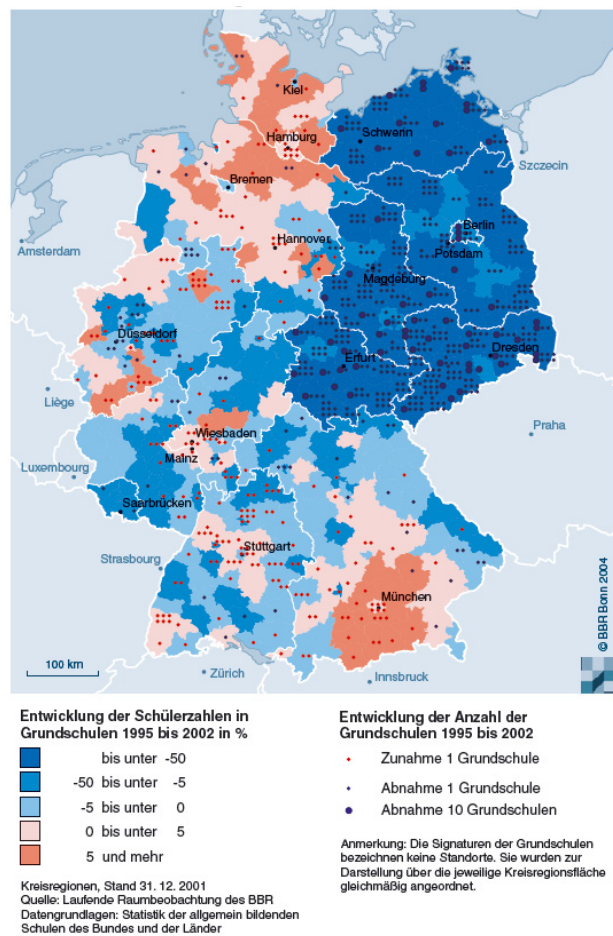 Kiel
Schwerin
Hamburg
Szczecin
Bremen
Berlin
Amsterdam
Hannover
Potsdam
Magdeburg
Düsseldorf
Dresden
Erfurt
Liège
Praha
Wiesbaden
Mainz
Luxembourg
Saarbrücken
Stuttgart
Strasbourg
München
© BBR Bonn 2004
100 km
Zürich
Innsbruck
Entwicklung der Schülerzahlen in
Grundschulen 1995 bis 2002 in %
bis unter -50
-50 bis unter -5
-5 bis unter 0
0 bis unter 5
5 und mehr
Kreisregionen, Stand 31. 12. 2001
Quelle: Laufende Raumbeobachtung des BBR
Datengrundlagen: Statistik der allgemein bildenden
Schulen des Bundes und der Länder
Entwicklung der Anzahl der
Grundschulen 1995 bis 2002
Zunahme 1 Grundschule
Abnahme 1 Grundschule
Abnahme 10 Grundschulen
Anmerkung: Die Signaturen der Grundschulen
bezeichnen keine Standorte. Sie wurden zur
Darstellung über die jeweilige Kreisregionsfläche
gleichmäßig angeordnet.